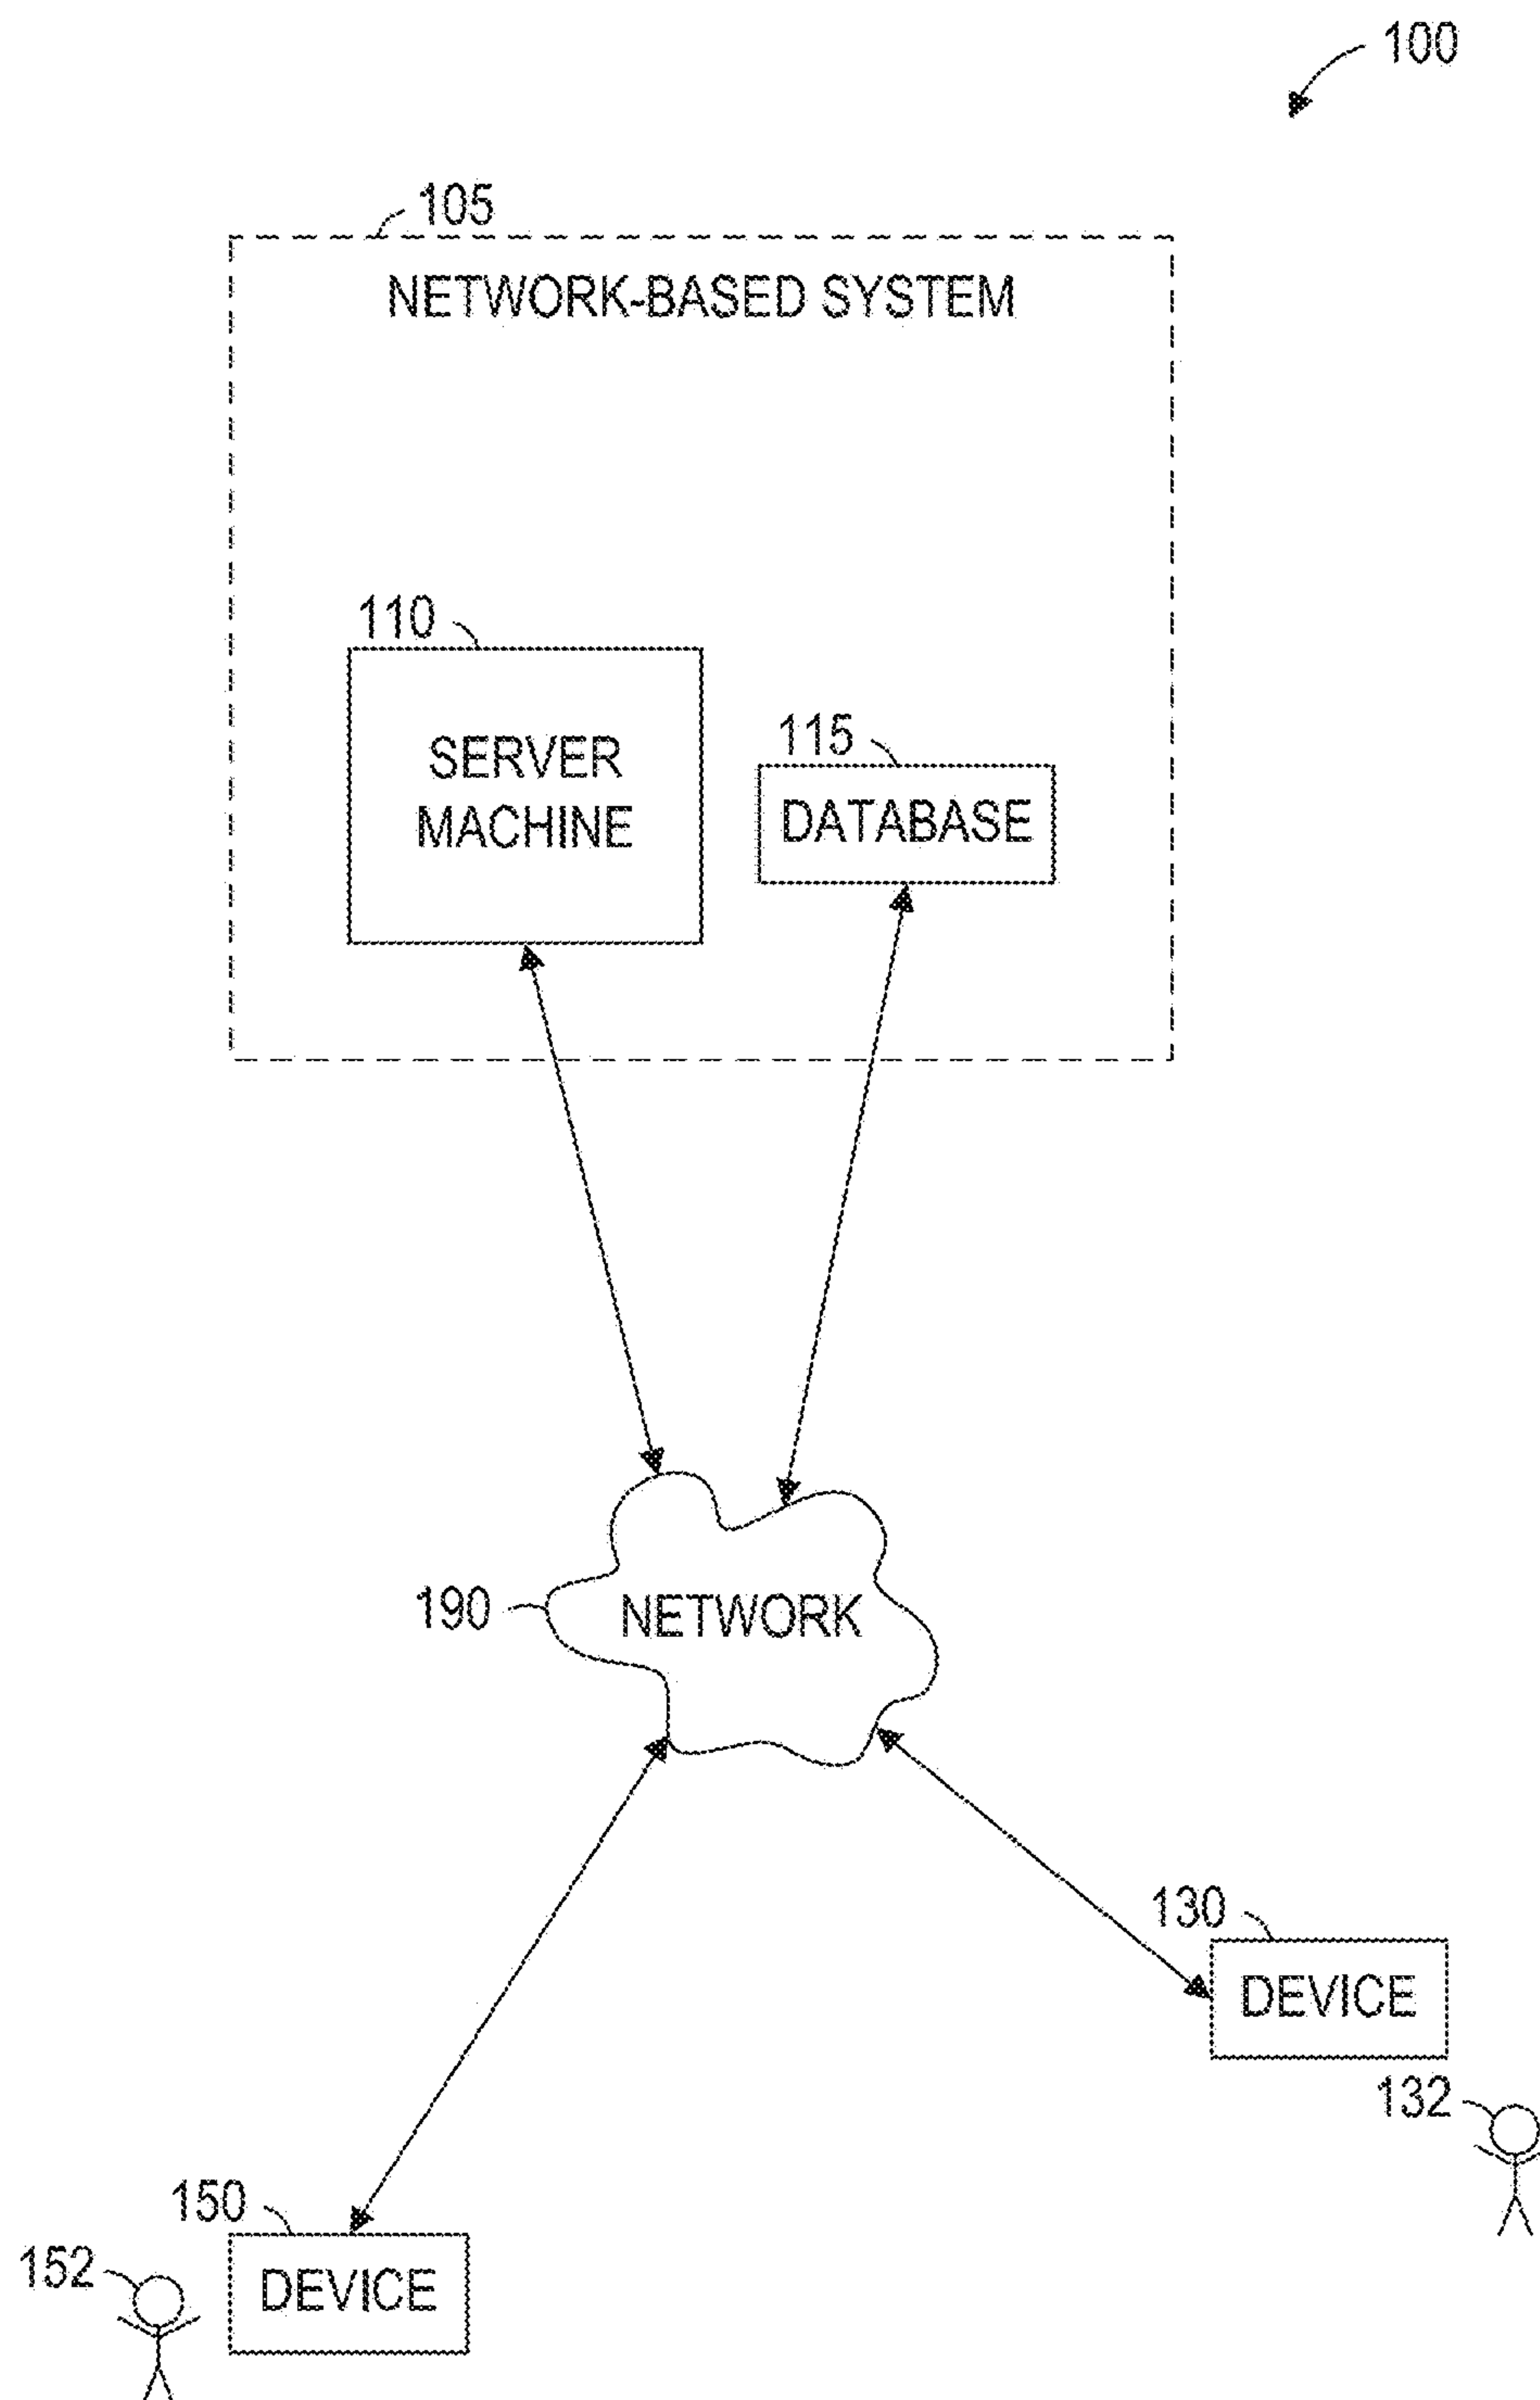 100
105
NETWORK-BASED SYSTEM
110
SERVER
MACHINE
115
DATABASE
190
NETWORK
130
DEVICE
132
150
DEVICE
152